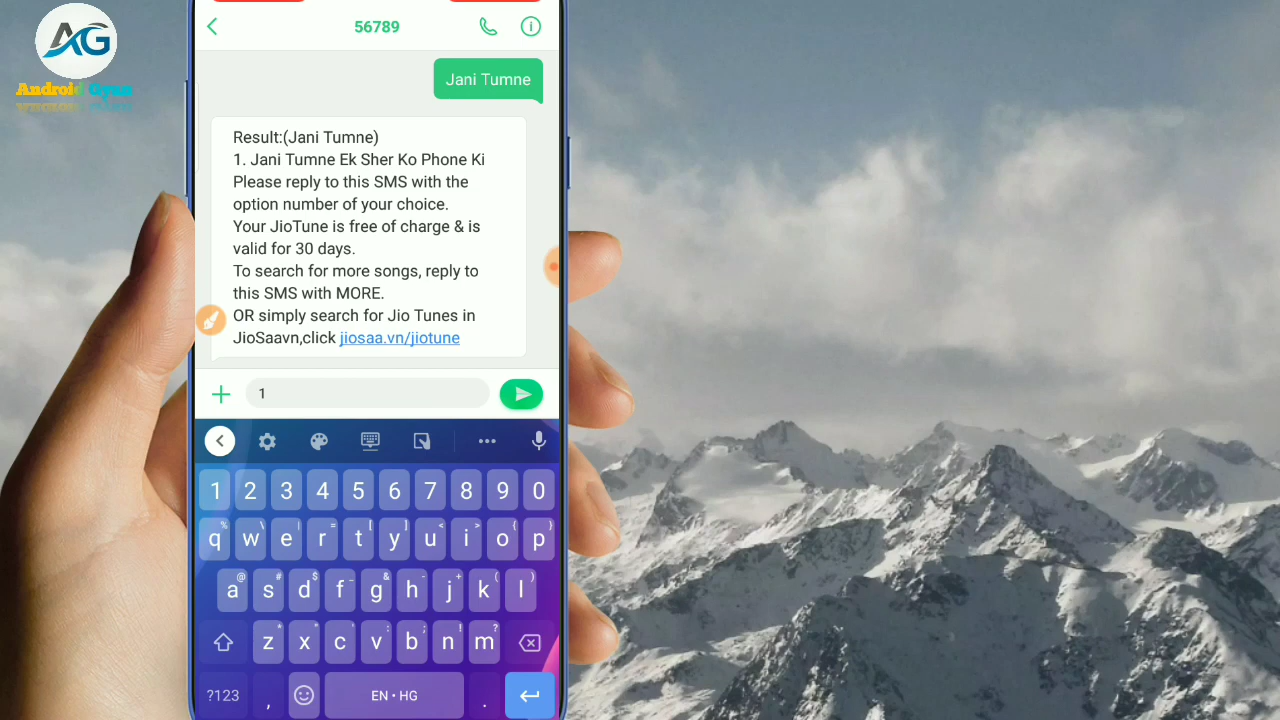 AG
Android Gyan
56789
Jani Tumne
Result:(Jani Tumne)
1. Jani Tumne Ek Sher Ko Phone Ki
Please reply to this SMS with the
option number of your choice.
Your JioTune is free of charge & is
valid for 30 days.
To search for more songs, reply to
this SMS with MORE.
OR simply search for Jio Tunes in
JioSaavn,click jiosaa.vn/jiotune
1
1 2 3 4 5 6 7 8 9 0
% \ | = [ ] < > { }
q w e r t y u i o p
@ # $ _ & - + ( )
a s d f g h j k l
* " ' : ; ! ?
z x c v b n m
?123 , EN • HG .